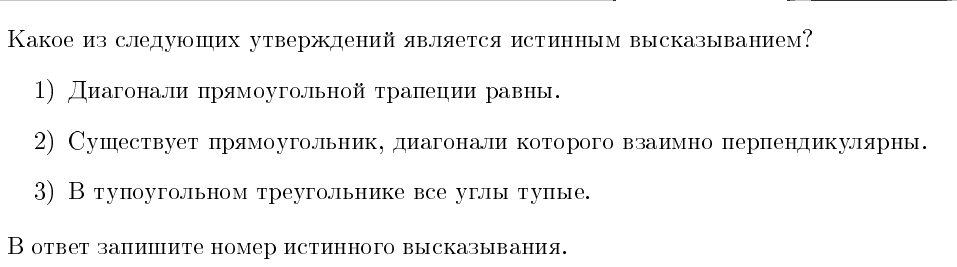 Какое из следующих утверждений является истинным высказыванием?
1) Диагонали прямоугольной трапеции равны.
2) Существует прямоугольник, диагонали которого взаимно перпендикулярны.
3) В тупоугольном треугольнике все углы тупые.
В ответ запишите номер истинного высказывания.